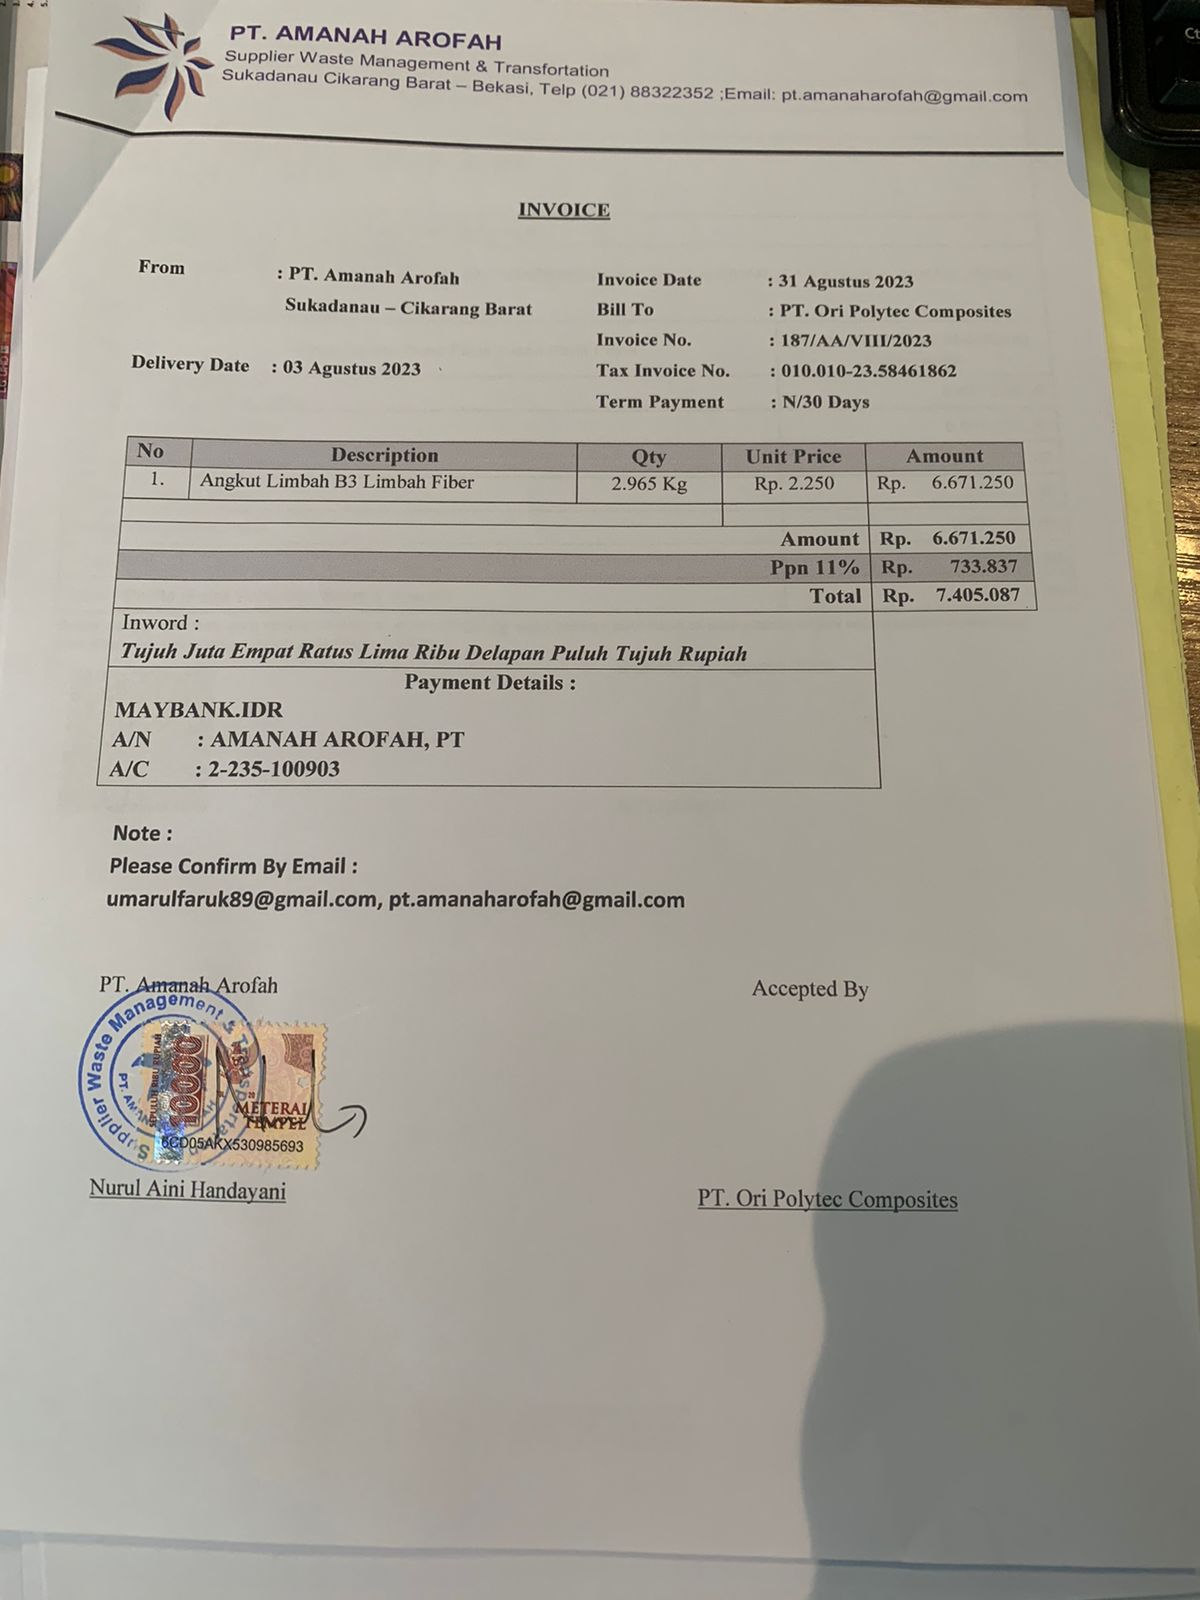 PT. AMANAH AROFAH
Supplier Waste Management & Transfortation
Sukadanau Cikarang Barat – Bekasi, Telp (021) 88322352 ;Email: pt.amanaharofah@gmail.com
INVOICE
From : PT. Amanah Arofah
Sukadanau – Cikarang Barat
Delivery Date : 03 Agustus 2023
Invoice Date : 31 Agustus 2023
Bill To : PT. Ori Polytec Composites
Invoice No. : 187/AA/VIII/2023
Tax Invoice No. : 010.010-23.58461862
Term Payment : N/30 Days
No Description Qty Unit Price Amount
1. Angkut Limbah B3 Limbah Fiber 2.965 Kg Rp. 2.250 Rp. 6.671.250
Amount Rp. 6.671.250
Ppn 11% Rp. 733.837
Total Rp. 7.405.087
Inword :
Tujuh Juta Empat Ratus Lima Ribu Delapan Puluh Tujuh Rupiah
Payment Details :
MAYBANK.IDR
A/N : AMANAH AROFAH, PT
A/C : 2-235-100903
Note :
Please Confirm By Email :
umarulfaruk89@gmail.com, pt.amanaharofah@gmail.com
PT. Amanah Arofah
Accepted By
Supplier Waste Management &
SEPULUH RIBU RUPIAH
10000
METERAI
TEMPEL
6CD05AKX530985693
Nurul Aini Handayani
PT. Ori Polytec Composites